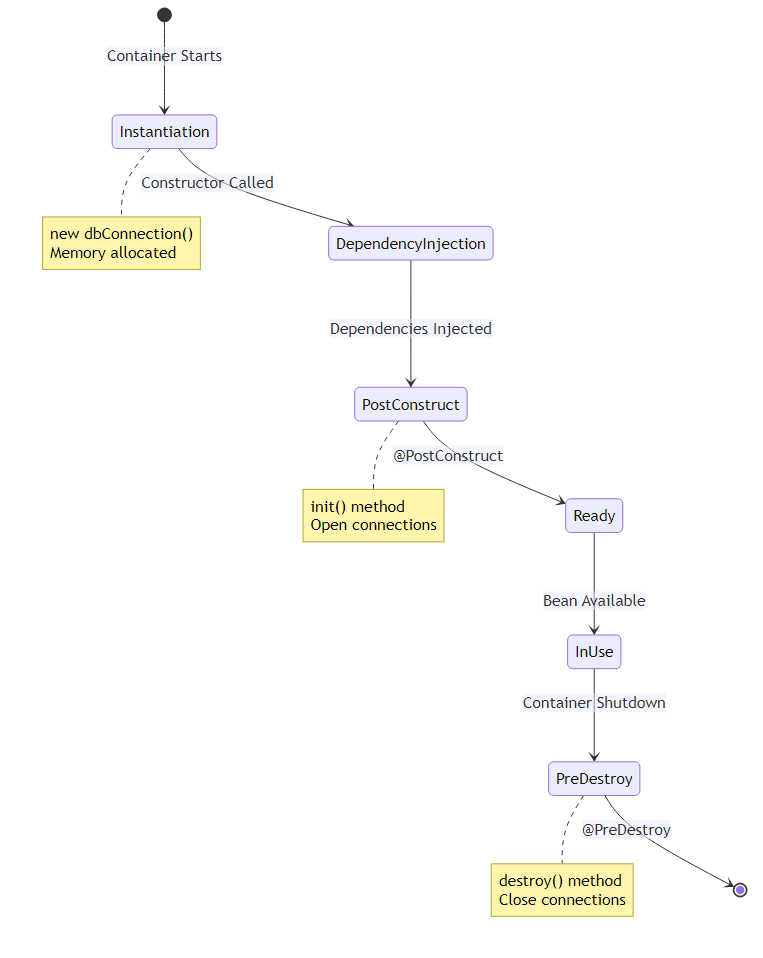 Container Starts
Instantiation
Constructor Called
new dbConnection()
Memory allocated
DependencyInjection
Dependencies Injected
PostConstruct
@PostConstruct
init() method
Open connections
Ready
Bean Available
InUse
Container Shutdown
PreDestroy
@PreDestroy
destroy() method
Close connections